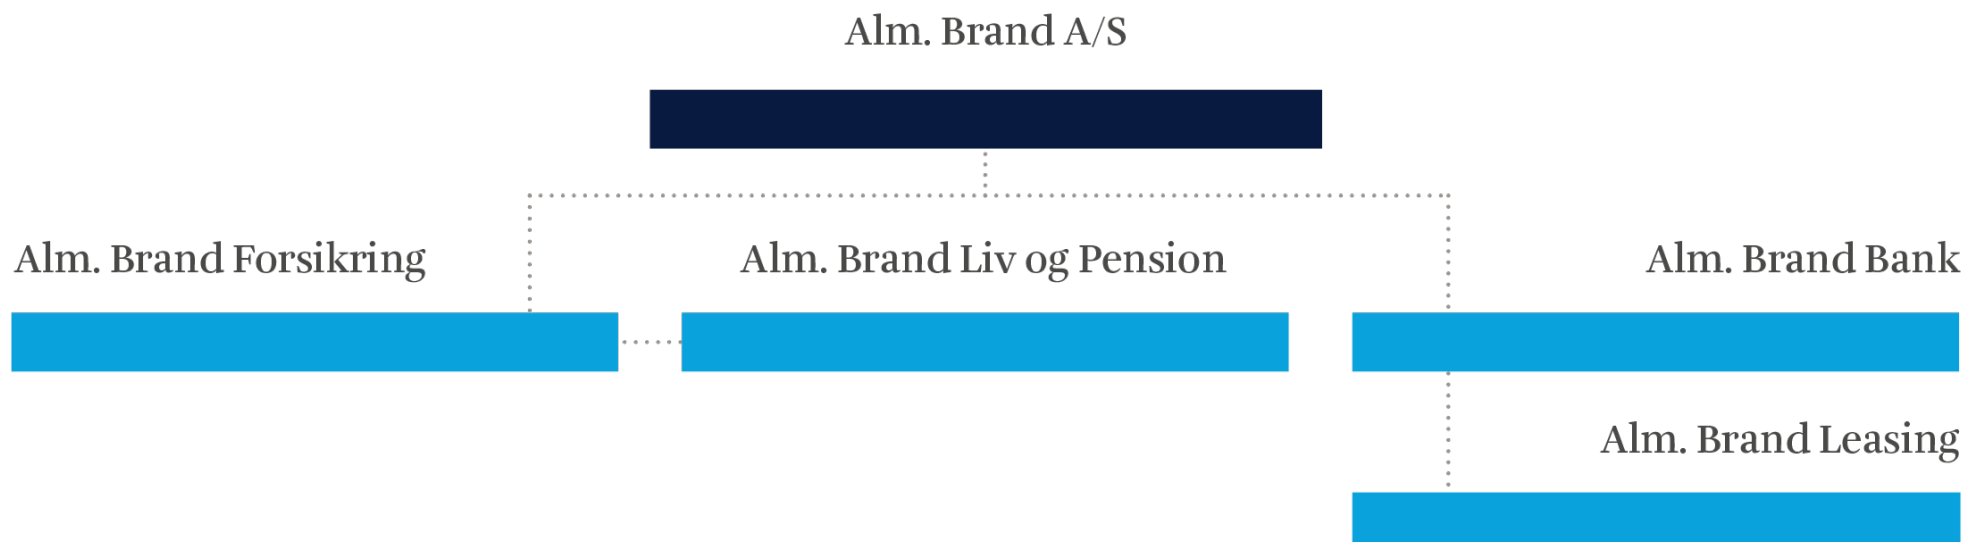 Alm. Brand A/S
Alm. Brand Forsikring
Alm. Brand Liv og Pension
Alm. Brand Bank
Alm. Brand Leasing